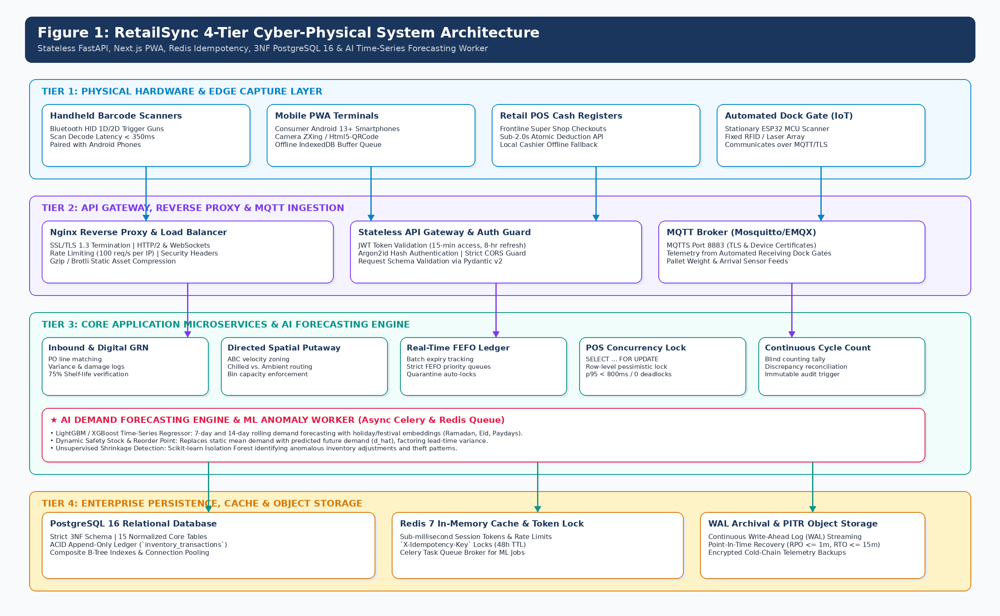 Figure 1: RetailSync 4-Tier Cyber-Physical System Architecture
Stateless FastAPI, Next.js PWA, Redis Idempotency, 3NF PostgreSQL 16 & AI Time-Series Forecasting Worker
TIER 1: PHYSICAL HARDWARE & EDGE CAPTURE LAYER
Handheld Barcode Scanners
Bluetooth HID 1D/2D Trigger Guns
Scan Decode Latency < 350ms
Paired with Android Phones
Mobile PWA Terminals
Consumer Android 13+ Smartphones
Camera ZXing / Html5-QRCode
Offline IndexedDB Buffer Queue
Retail POS Cash Registers
Frontline Super Shop Checkouts
Sub-2.0s Atomic Deduction API
Local Cashier Offline Fallback
Automated Dock Gate (IoT)
Stationary ESP32 MCU Scanner
Fixed RFID / Laser Array
Communicates over MQTT/TLS
TIER 2: API GATEWAY, REVERSE PROXY & MQTT INGESTION
Nginx Reverse Proxy & Load Balancer
SSL/TLS 1.3 Termination | HTTP/2 & WebSockets
Rate Limiting (100 req/s per IP) | Security Headers
Gzip / Brotli Static Asset Compression
Stateless API Gateway & Auth Guard
JWT Token Validation (15-min access, 8-hr refresh)
Argon2id Hash Authentication | Strict CORS Guard
Request Schema Validation via Pydantic v2
MQTT Broker (Mosquitto/EMQX)
MQTTS Port 8883 (TLS & Device Certificates)
Telemetry from Automated Receiving Dock Gates
Pallet Weight & Arrival Sensor Feeds
TIER 3: CORE APPLICATION MICROSERVICES & AI FORECASTING ENGINE
Inbound & Digital GRN
PO line matching
Variance & damage logs
75% Shelf-life verification
Directed Spatial Putaway
ABC velocity zoning
Chilled vs. Ambient routing
Bin capacity enforcement
Real-Time FEFO Ledger
Batch expiry tracking
Strict FEFO priority queues
Quarantine auto-locks
POS Concurrency Lock
SELECT ... FOR UPDATE
Row-level pessimistic lock
p95 < 800ms / 0 deadlocks
Continuous Cycle Count
Blind counting tally
Discrepancy reconciliation
Immutable audit trigger
★ AI DEMAND FORECASTING ENGINE & ML ANOMALY WORKER (Async Celery & Redis Queue)
• LightGBM / XGBoost Time-Series Regressor: 7-day and 14-day rolling demand forecasting with holiday/festival embeddings (Ramadan, Eid, Paydays).
• Dynamic Safety Stock & Reorder Point: Replaces static mean demand with predicted future demand (d_hat), factoring lead-time variance.
• Unsupervised Shrinkage Detection: Scikit-learn Isolation Forest identifying anomalous inventory adjustments and theft patterns.
TIER 4: ENTERPRISE PERSISTENCE, CACHE & OBJECT STORAGE
PostgreSQL 16 Relational Database
Strict 3NF Schema | 15 Normalized Core Tables
ACID Append-Only Ledger (`inventory_transactions`)
Composite B-Tree Indexes & Connection Pooling
Redis 7 In-Memory Cache & Token Lock
Sub-millisecond Session Tokens & Rate Limits
`X-Idempotency-Key` Locks (48h TTL)
Celery Task Queue Broker for ML Jobs
WAL Archival & PITR Object Storage
Continuous Write-Ahead Log (WAL) Streaming
Point-In-Time Recovery (RPO <= 1m, RTO <= 15m)
Encrypted Cold-Chain Telemetry Backups